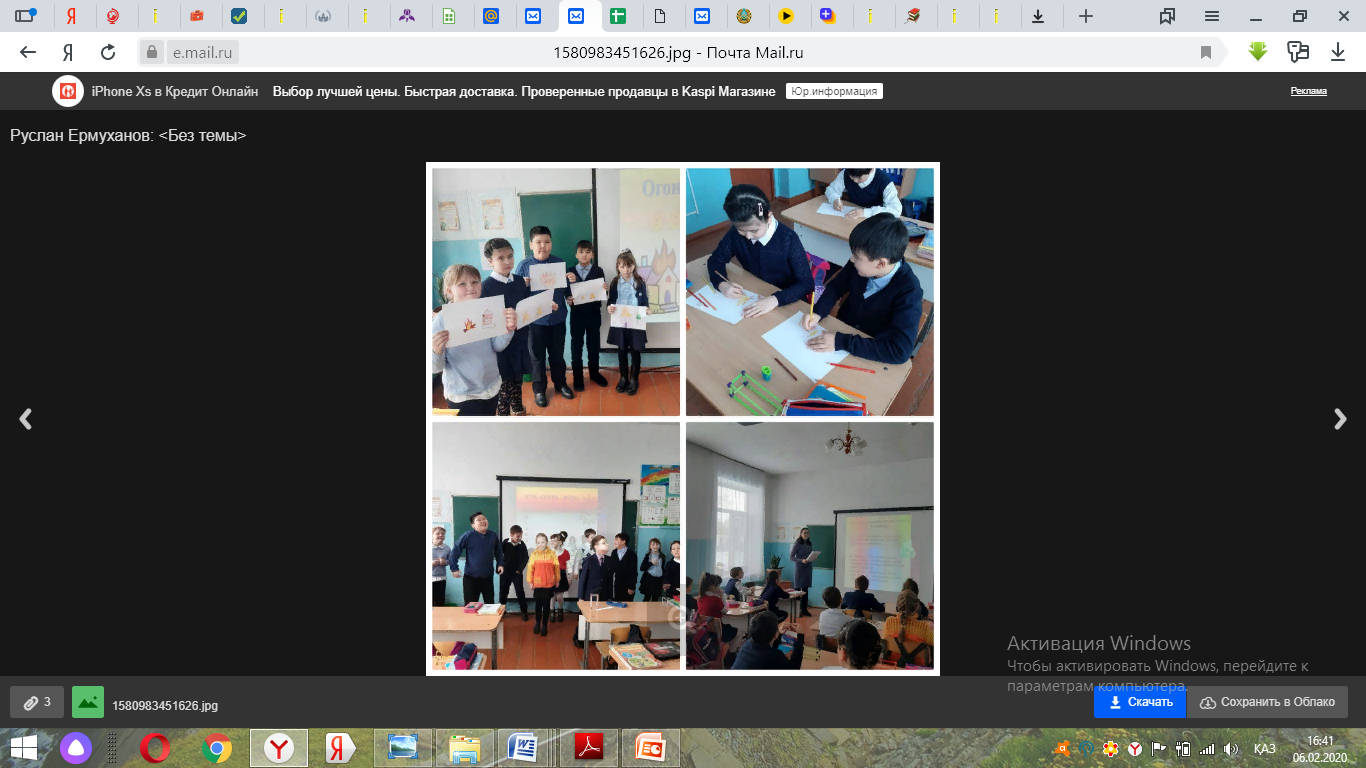 e.mail.ru
1580983451626.jpg - Почта Mail.ru
iPhone Xs в Кредит Онлайн
Выбор лучшей цены. Быстрая доставка. Проверенные продавцы в Kaspi Магазине
Юр.информация
Реклама
Руслан Ермуханов: <Без темы>
Активация Windows
Чтобы активировать Windows, перейдите к
параметрам компьютера.
3
1580983451626.jpg
Скачать
Сохранить в Облако
ҚАЗ
16:41
06.02.2020